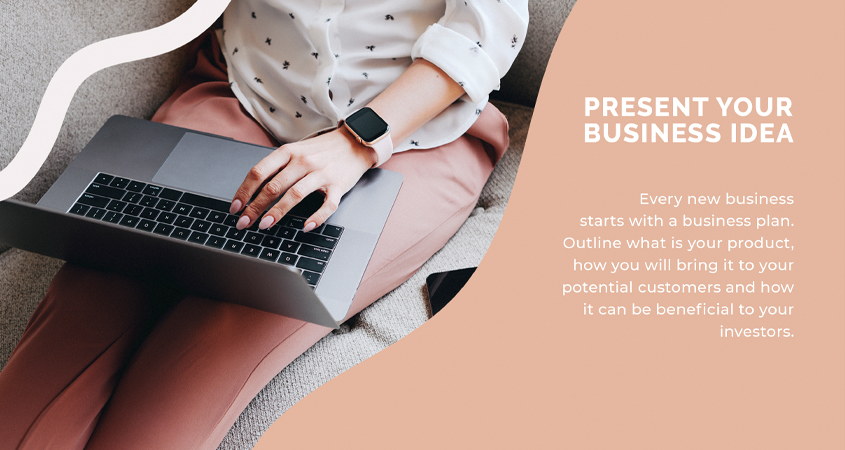 PRESENT YOUR
BUSINESS IDEA
Every new business
starts with a business plan.
Outline what is your product,
how you will bring it to your
potential customers and how
it can be beneficial to your
investors.